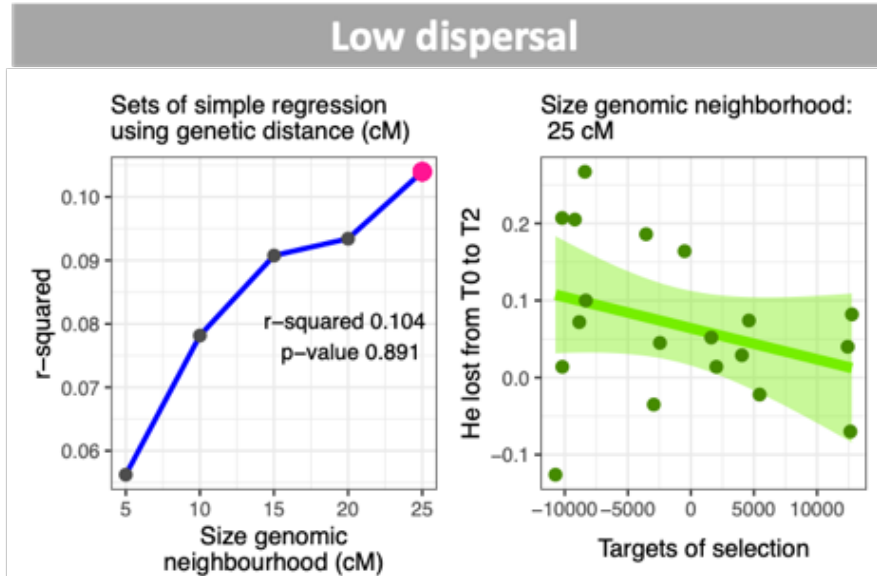 Low dispersal
Sets of simple regression
using genetic distance (cM)
r-squared
0.10
0.09
0.08
0.07
0.06
r-squared 0.104
p-value 0.891
5 10 15 20 25
Size genomic
neighbourhood (cM)
Size genomic neighborhood:
25 cM
He lost from T0 to T2
0.2
0.1
0.0
−0.1
−10000 −5000 0 5000 10000
Targets of selection